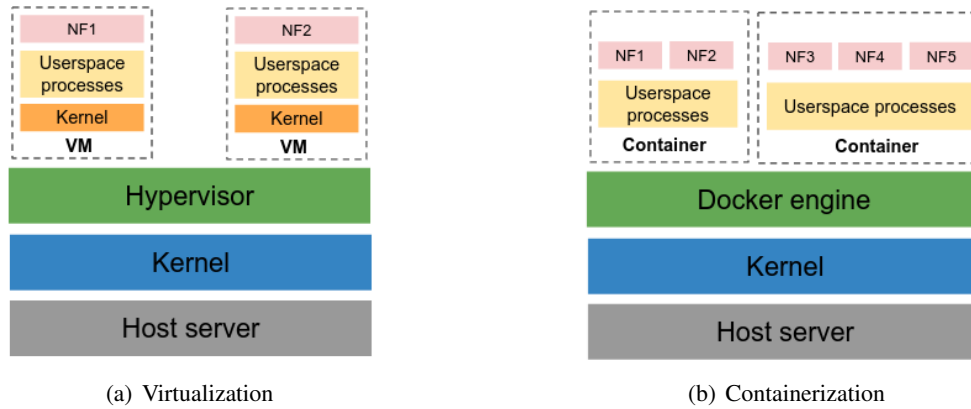 NF1
Userspace
processes
Kernel
VM
NF2
Userspace
processes
Kernel
VM
Hypervisor
Kernel
Host server
(a) Virtualization
NF1 NF2
Userspace
processes
Container
NF3 NF4 NF5
Userspace processes
Container
Docker engine
Kernel
Host server
(b) Containerization